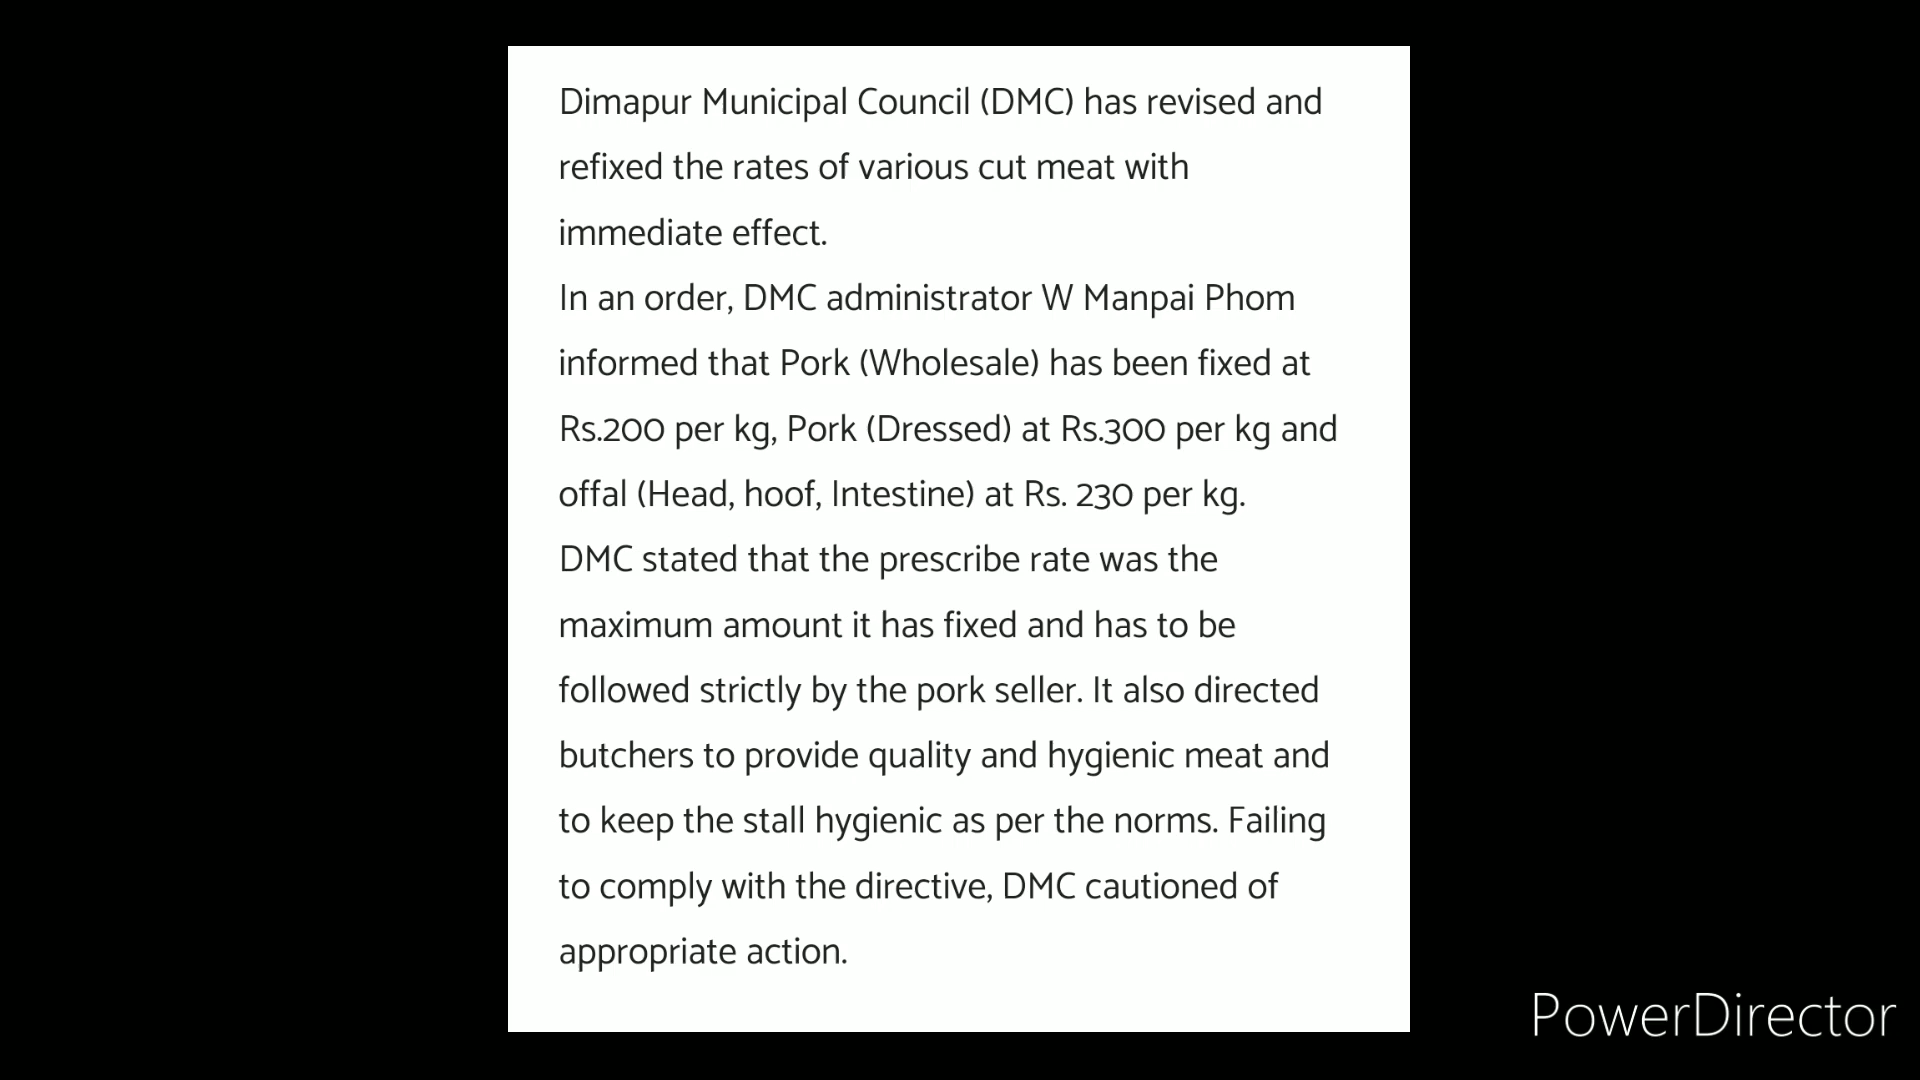 Dimapur Municipal Council (DMC) has revised and
refixed the rates of various cut meat with
immediate effect.
In an order, DMC administrator W Manpai Phom
informed that Pork (Wholesale) has been fixed at
Rs.200 per kg, Pork (Dressed) at Rs.300 per kg and
offal (Head, hoof, Intestine) at Rs. 230 per kg.
DMC stated that the prescribe rate was the
maximum amount it has fixed and has to be
followed strictly by the pork seller. It also directed
butchers to provide quality and hygienic meat and
to keep the stall hygienic as per the norms. Failing
to comply with the directive, DMC cautioned of
appropriate action.
PowerDirector